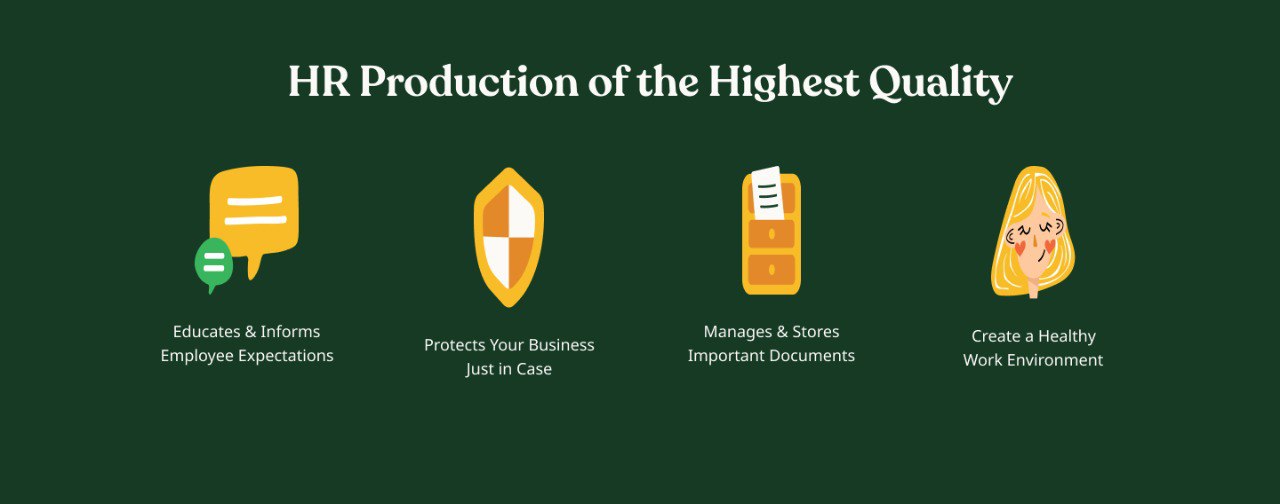 HR Production of the Highest Quality
Educates & Informs
Employee Expectations
Protects Your Business
Just in Case
Manages & Stores
Important Documents
Create a Healthy
Work Environment